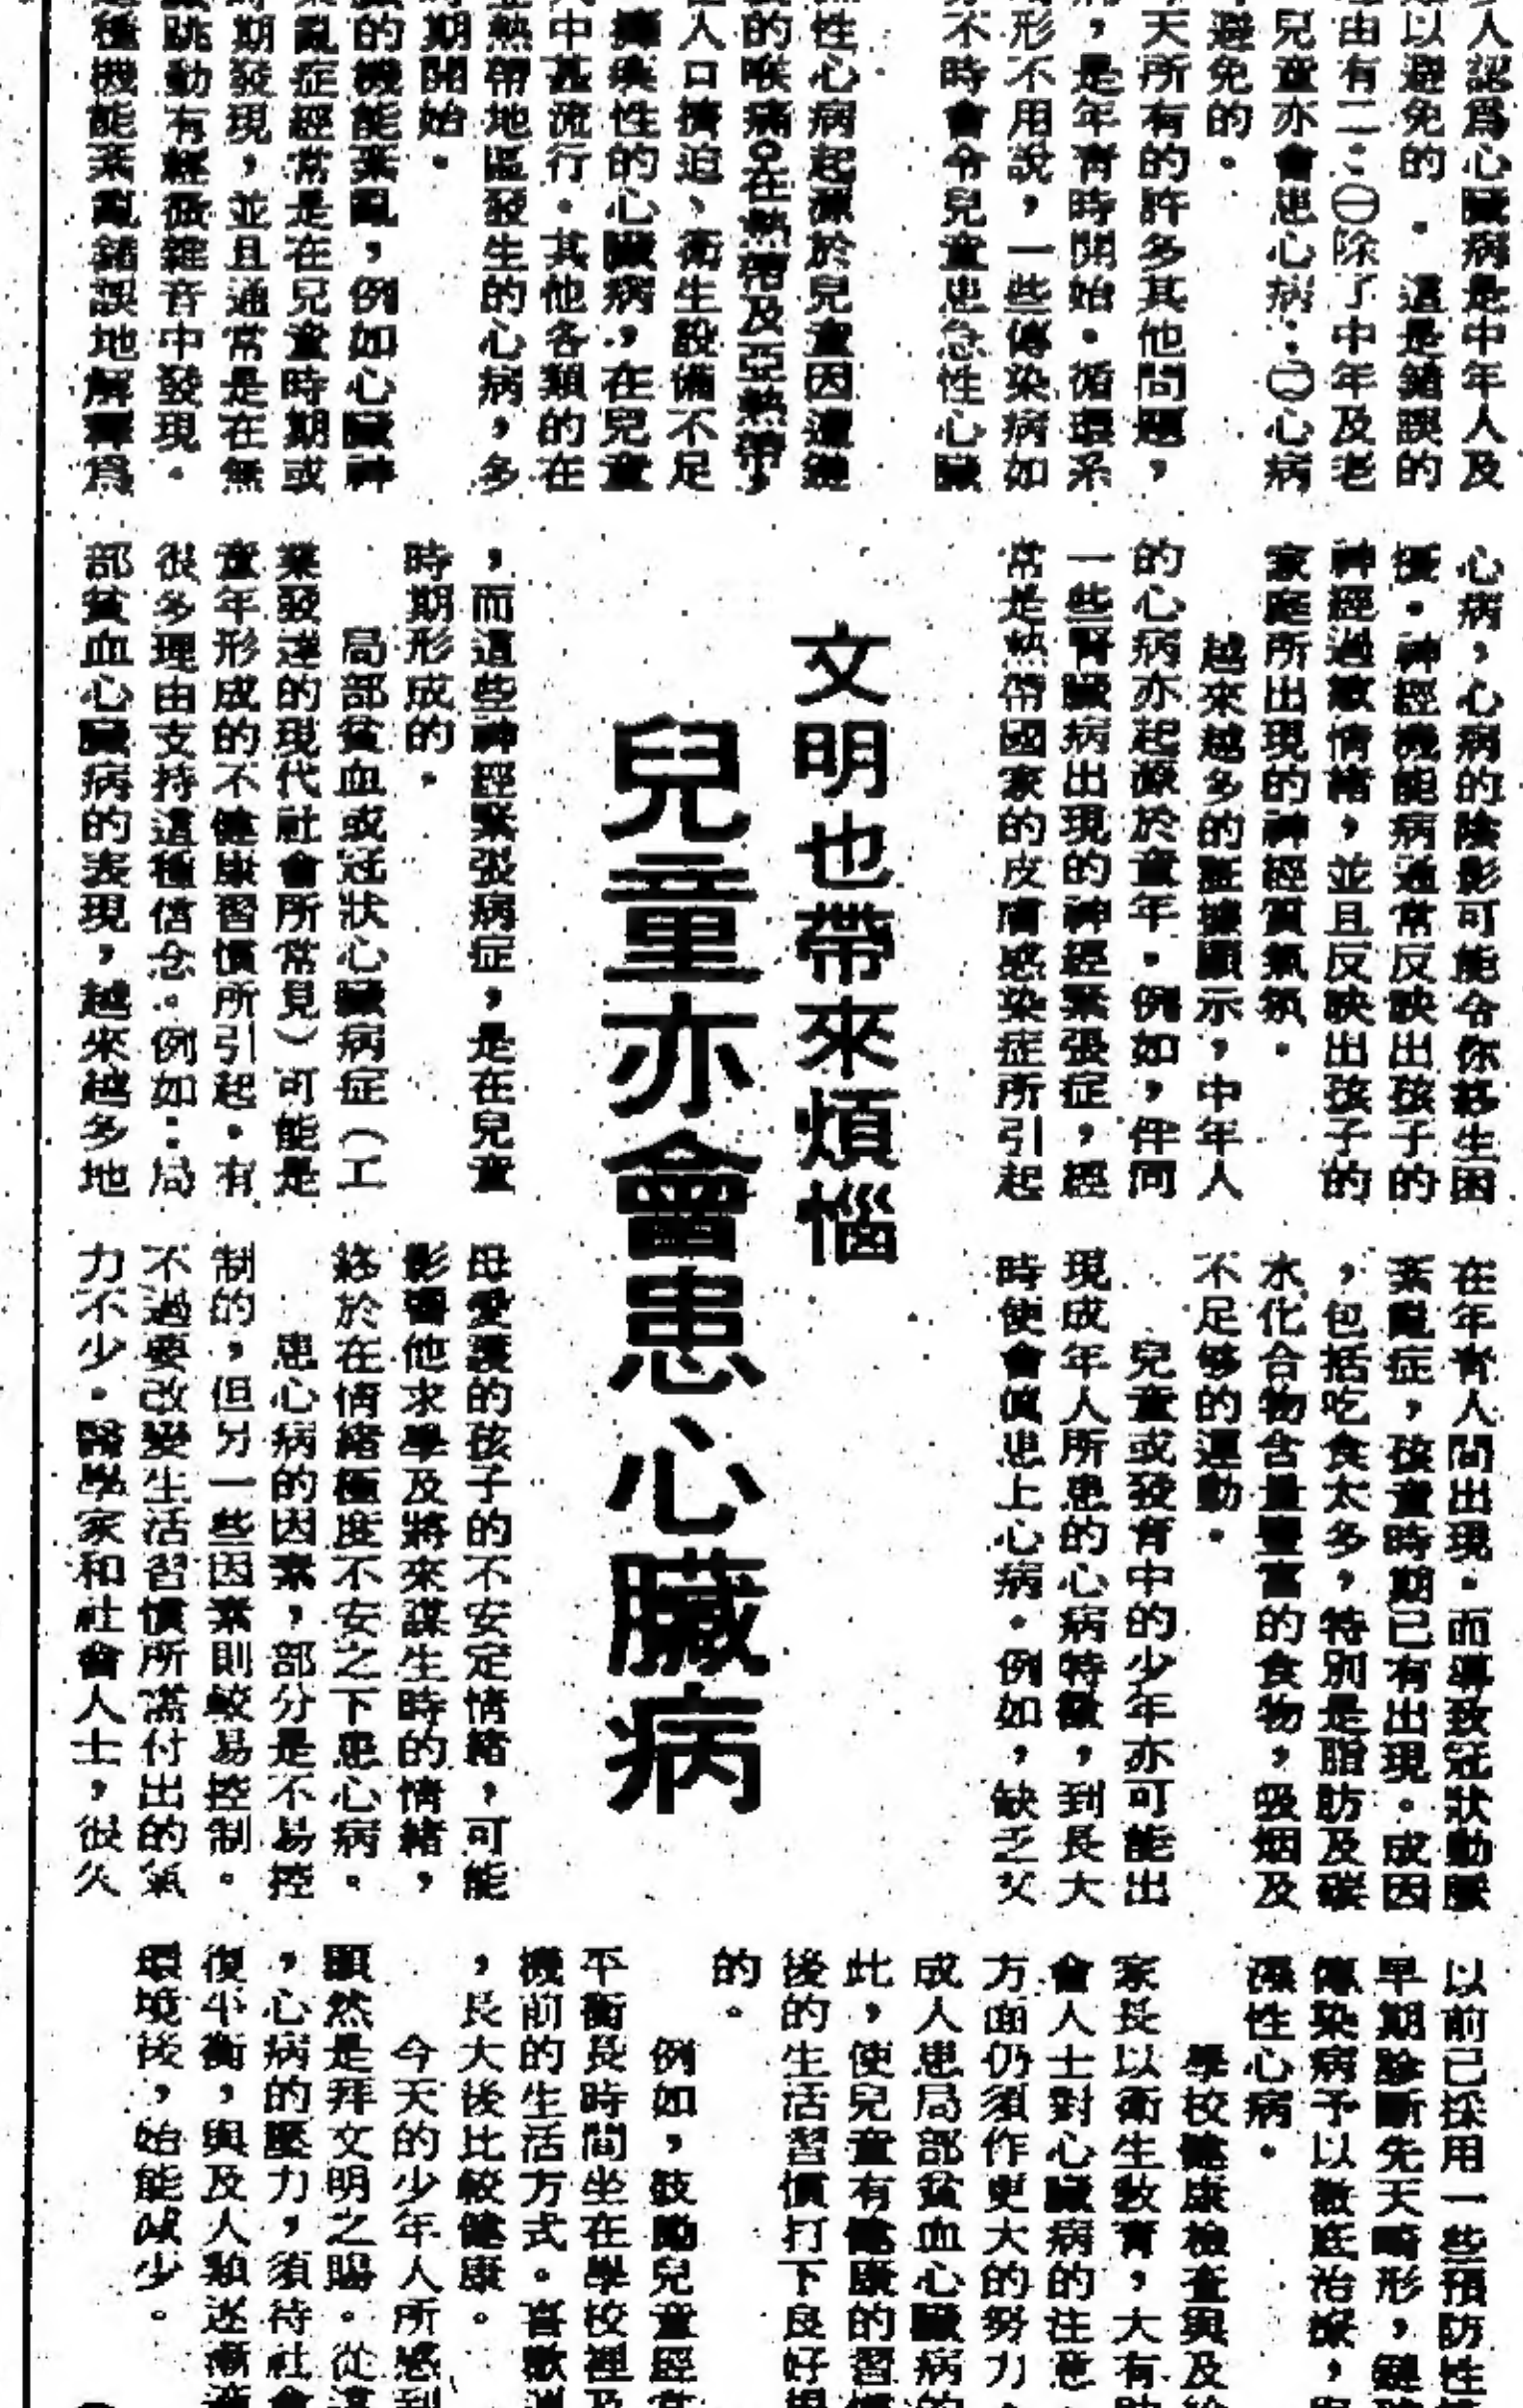 文明也帶來煩惱
兒童亦會患心臟病
人認爲心臟病是中年人及
以避免的．這是錯誤的
由有二：㊀除了中年及老
兒童亦會患心病；㊁心病
避免的．
天所有的許多其他問題，
，是年青時開始．循環系
形不用說，一些傳染病如
不時會令兒童患急性心臟
性心病起源於兒童因遭鏈
的喉痛。在熱帶及亞熱帶，
人口擠迫、衛生設備不足
性的心臟病，在兒童
中甚流行．其他各類的在
熱帶地區發生的心病，多
期開始．
的機能紊亂，例如心臟神
亂症經常是在兒童時期或
期發現，並且通常是在無
跳動有輕微雜音中發現．
種機能紊亂錯誤地解釋爲
心病，心病的陰影可能令你終生困
擾．神經機能病通常反映出孩子的
神經過敏情緒，並且反映出孩子的
家庭所出現的神經質氣氛．
越來越多的証據顯示，中年人
的心病亦起源於童年．例如，伴同
一些腎臟病出現的神經緊張症，經
常是熱帶國家的皮膚感染症所引起
，而這些神經緊張病症，是在兒童
時期形成的．
局部貧血或冠狀心臟病症（工
業發達的現代社會所常見）可能是
童年形成的不健康習慣所引起．有
很多理由支持這種信念。例如：局
部貧血心臟病的表現，越來越多地
在年青人間出現．而導致冠狀動脈
紊亂症，孩童時期已有出現。成因
，包括吃食太多，特別是脂肪及碳
水化合物含量豐富的食物，吸烟及
不足够的運動．
兒童或發育中的少年亦可能出
現成年人所患的心病特徵，到長大
時便會真患上心病．例如，缺乏父
母愛護的孩子的不安定情緒，可能
影響他求學及將來謀生時的情緒，
終於在情緒極度不安之下患心病。
患心病的因素，部分是不易控
制的，但另一些因素則較易控制。
不過要改變生活習慣所需付出的氣
力不少．醫學家和社會人士，很久
以前已採用一些預防性
早期診斷先天畸形，鏈
傳染病予以徹底治療，
濕性心病．
學校健康檢查與及給
家長以衛生教育，大有
會人士對心臟病的注意
方面仍須作更大的努力
成人患局部貧血心臟病的
此，使兒童有健康的習慣
後的生活習慣打下良好
的。
例如，鼓勵兒童經常
平衡長時間坐在學校裡及
機前的生活方式。喜歡
，長大後比較健康。
今天的少年人所感到
顯然是拜文明之賜。從
，心病的壓力，須待社會
復平衡，與及人類逐漸適
環境後，始能減少。